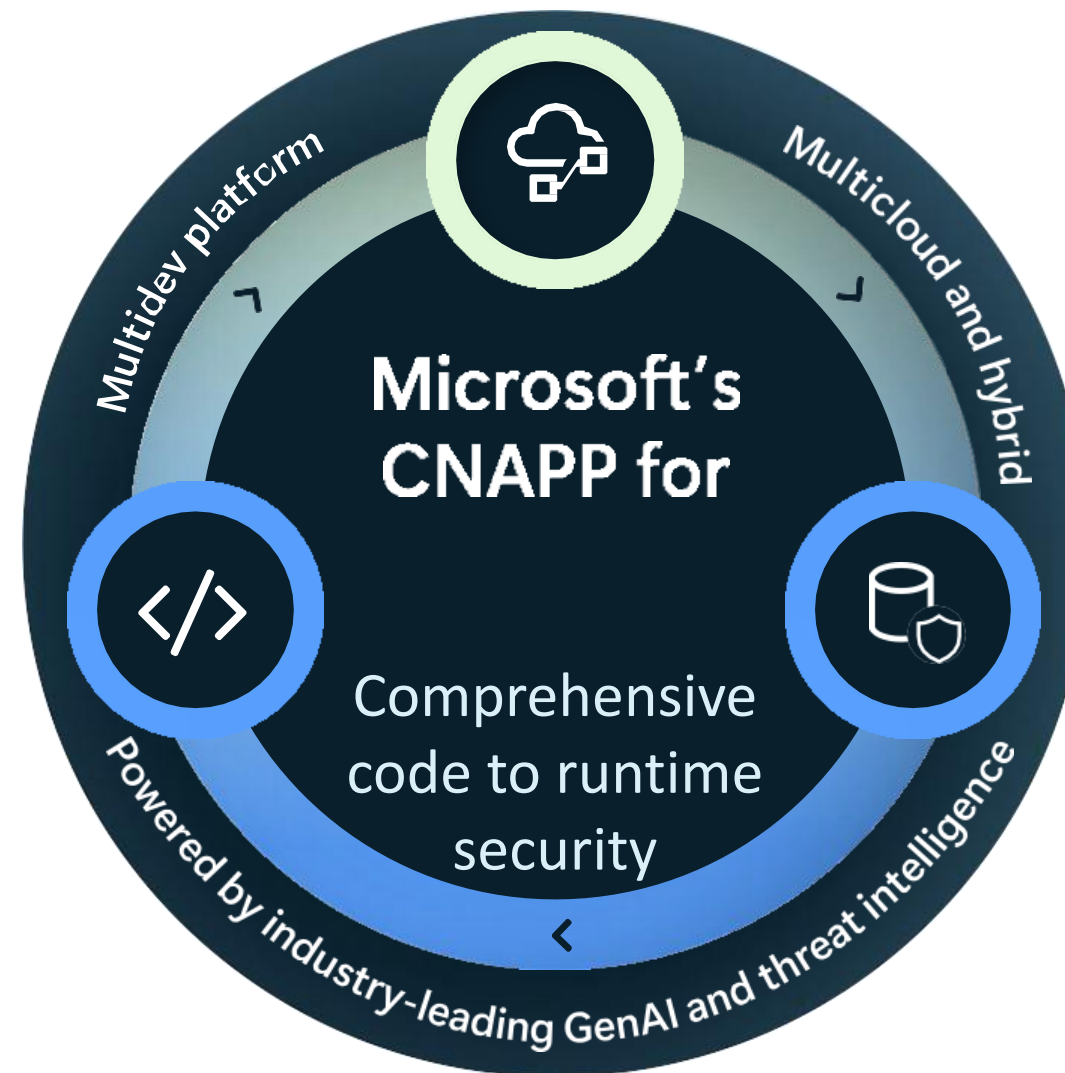 Multidev platform
Multicloud and hybrid
Microsoft’s
CNAPP for
Comprehensive
code to runtime
security
Powered by industry-leading GenAI and threat intelligence